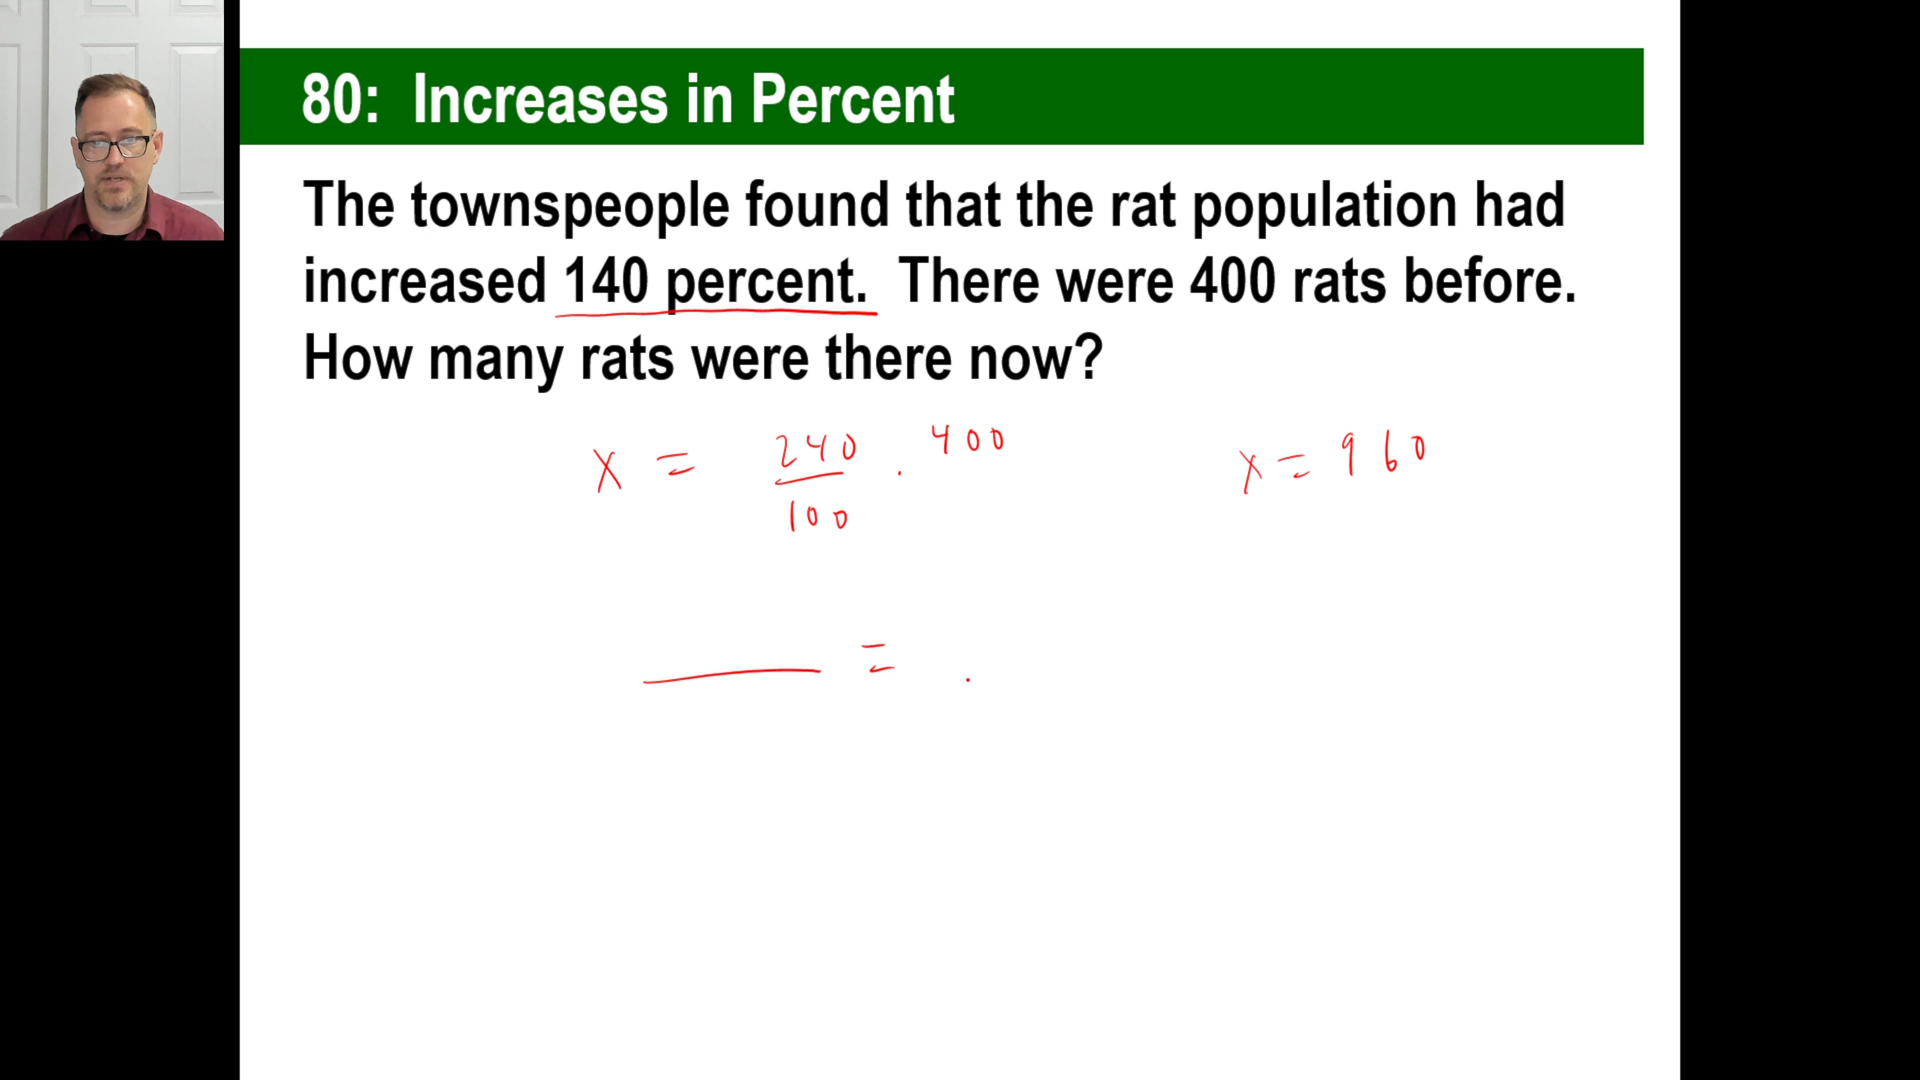 80: Increases in Percent
The townspeople found that the rat population had
increased 140 percent. There were 400 rats before.
How many rats were there now?
x = 240/100 . 400
x = 960
____ = .